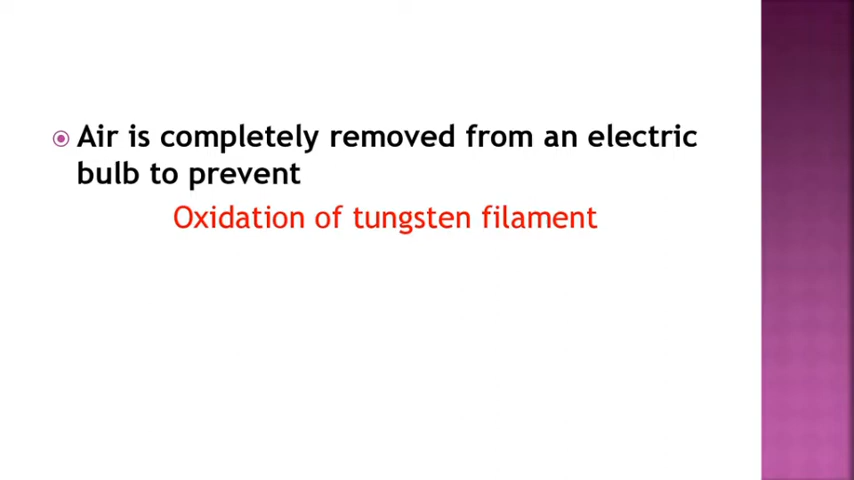 Air is completely removed from an electric
bulb to prevent
Oxidation of tungsten filament